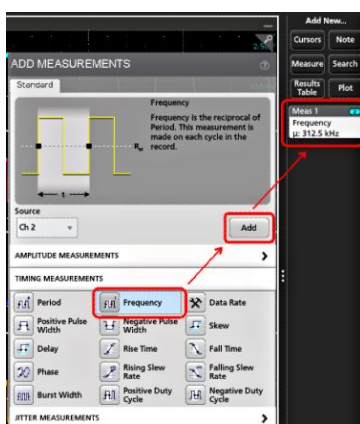 Add New...
Cursors Note
Measure Search
Results Table Plot
Meas 1
Frequency
µ: 312.5 kHz
ADD MEASUREMENTS
Standard
Frequency
Frequency is the reciprocal of
Period. This measurement is
made on each cycle in the
record.
t
Source
Ch 2
Add
AMPLITUDE MEASUREMENTS
TIMING MEASUREMENTS
Period Frequency Data Rate
Positive Pulse Width Negative Pulse Width Skew
Delay Rise Time Fall Time
Phase Rising Slew Rate Falling Slew Rate
Burst Width Positive Duty Cycle Negative Duty Cycle
JITTER MEASUREMENTS